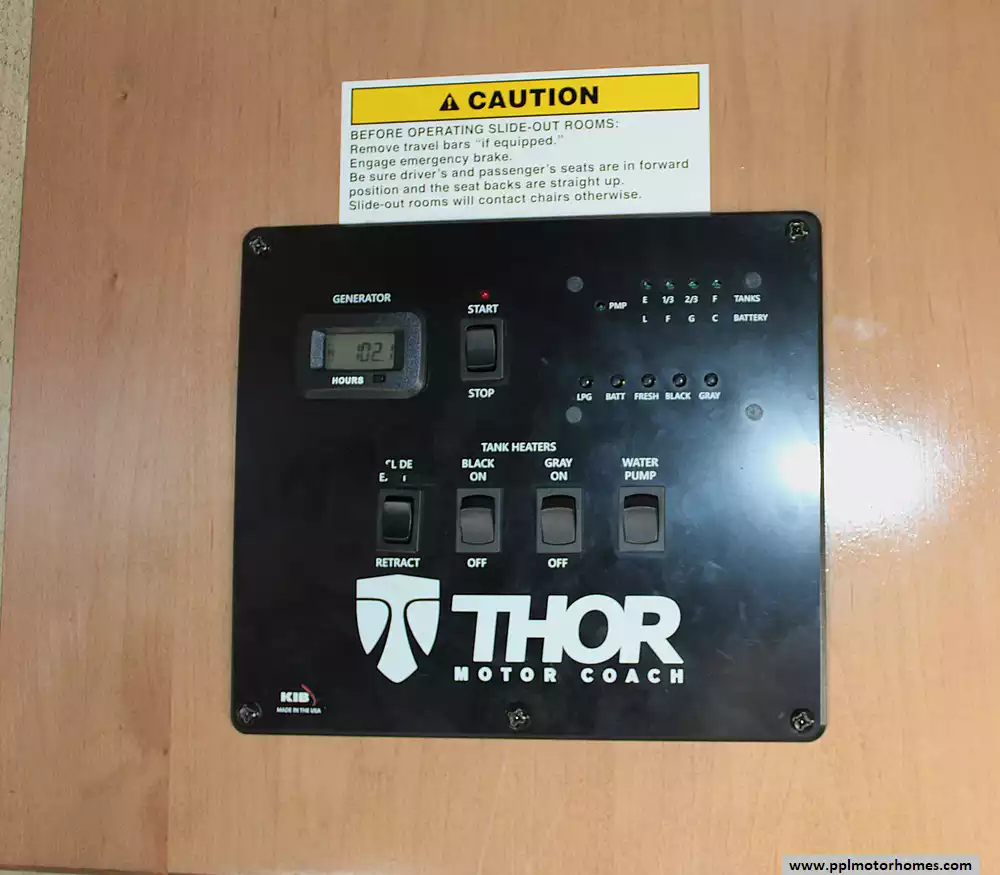 CAUTION
BEFORE OPERATING SLIDE-OUT ROOMS:
Remove travel bars "if equipped."
Engage emergency brake.
Be sure driver's and passenger's seats are in forward
position and the seat backs are straight up.
Slide-out rooms will contact chairs otherwise.
GENERATOR
102.1
HOURS
START
STOP
PMP
E 1/3 2/3 F TANKS
L F G C BATTERY
LPG BATT FRESH BLACK GRAY
TANK HEATERS
BLACK
ON
OFF
GRAY
ON
OFF
WATER
PUMP
RETRACT
THOR
MOTOR COACH
KIB
MADE IN THE USA
www.pplmotorhomes.com